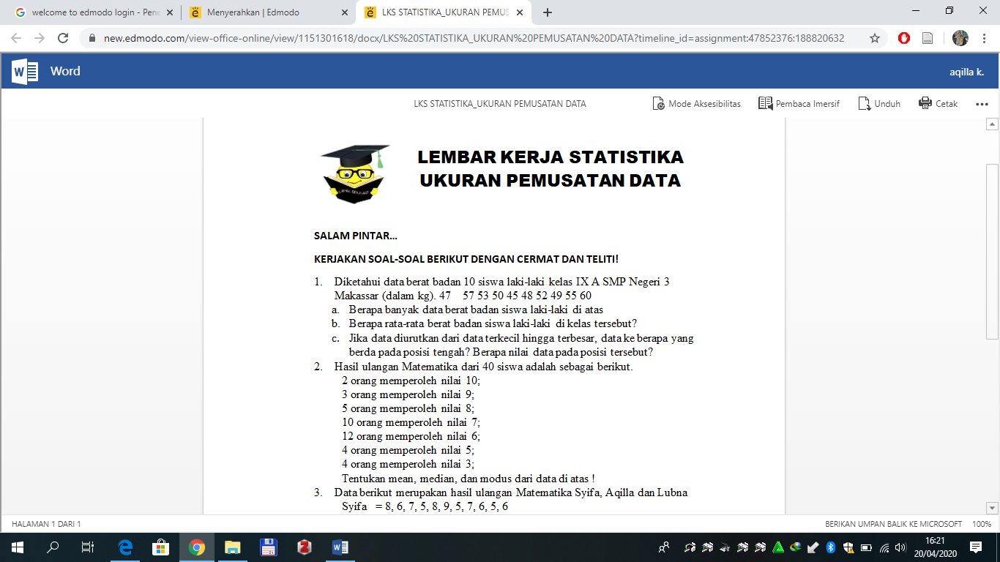 welcome to edmodo login - Pene
Menyerahkan | Edmodo
LKS STATISTIKA_UKURAN PEMUS
new.edmodo.com/view-office-online/view/1151301618/docx/LKS%20STATISTIKA_UKURAN%20PEMUSATAN%20DATA?timeline_id=assignment:47852376:188820632
Word
aqilla k.
LKS STATISTIKA_UKURAN PEMUSATAN DATA
Mode Aksesibilitas
Pembaca Imersif
Unduh
Cetak
LEMBAR KERJA STATISTIKA
UKURAN PEMUSATAN DATA
SALAM PINTAR...
KERJAKAN SOAL-SOAL BERIKUT DENGAN CERMAT DAN TELITI!
1. Diketahui data berat badan 10 siswa laki-laki kelas IX A SMP Negeri 3
Makassar (dalam kg). 47 57 53 50 45 48 52 49 55 60
a. Berapa banyak data berat badan siswa laki-laki di atas
b. Berapa rata-rata berat badan siswa laki-laki di kelas tersebut?
c. Jika data diurutkan dari data terkecil hingga terbesar, data ke berapa yang
berda pada posisi tengah? Berapa nilai data pada posisi tersebut?
2. Hasil ulangan Matematika dari 40 siswa adalah sebagai berikut.
2 orang memperoleh nilai 10;
3 orang memperoleh nilai 9;
5 orang memperoleh nilai 8;
10 orang memperoleh nilai 7;
12 orang memperoleh nilai 6;
4 orang memperoleh nilai 5;
4 orang memperoleh nilai 3;
Tentukan mean, median, dan modus dari data di atas !
3. Data berikut merupakan hasil ulangan Matematika Syifa, Aqilla dan Lubna
Syifa = 8, 6, 7, 5, 8, 9, 5, 7, 6, 5, 6
HALAMAN 1 DARI 1
BERIKAN UMPAN BALIK KE MICROSOFT 100%
16:21
20/04/2020